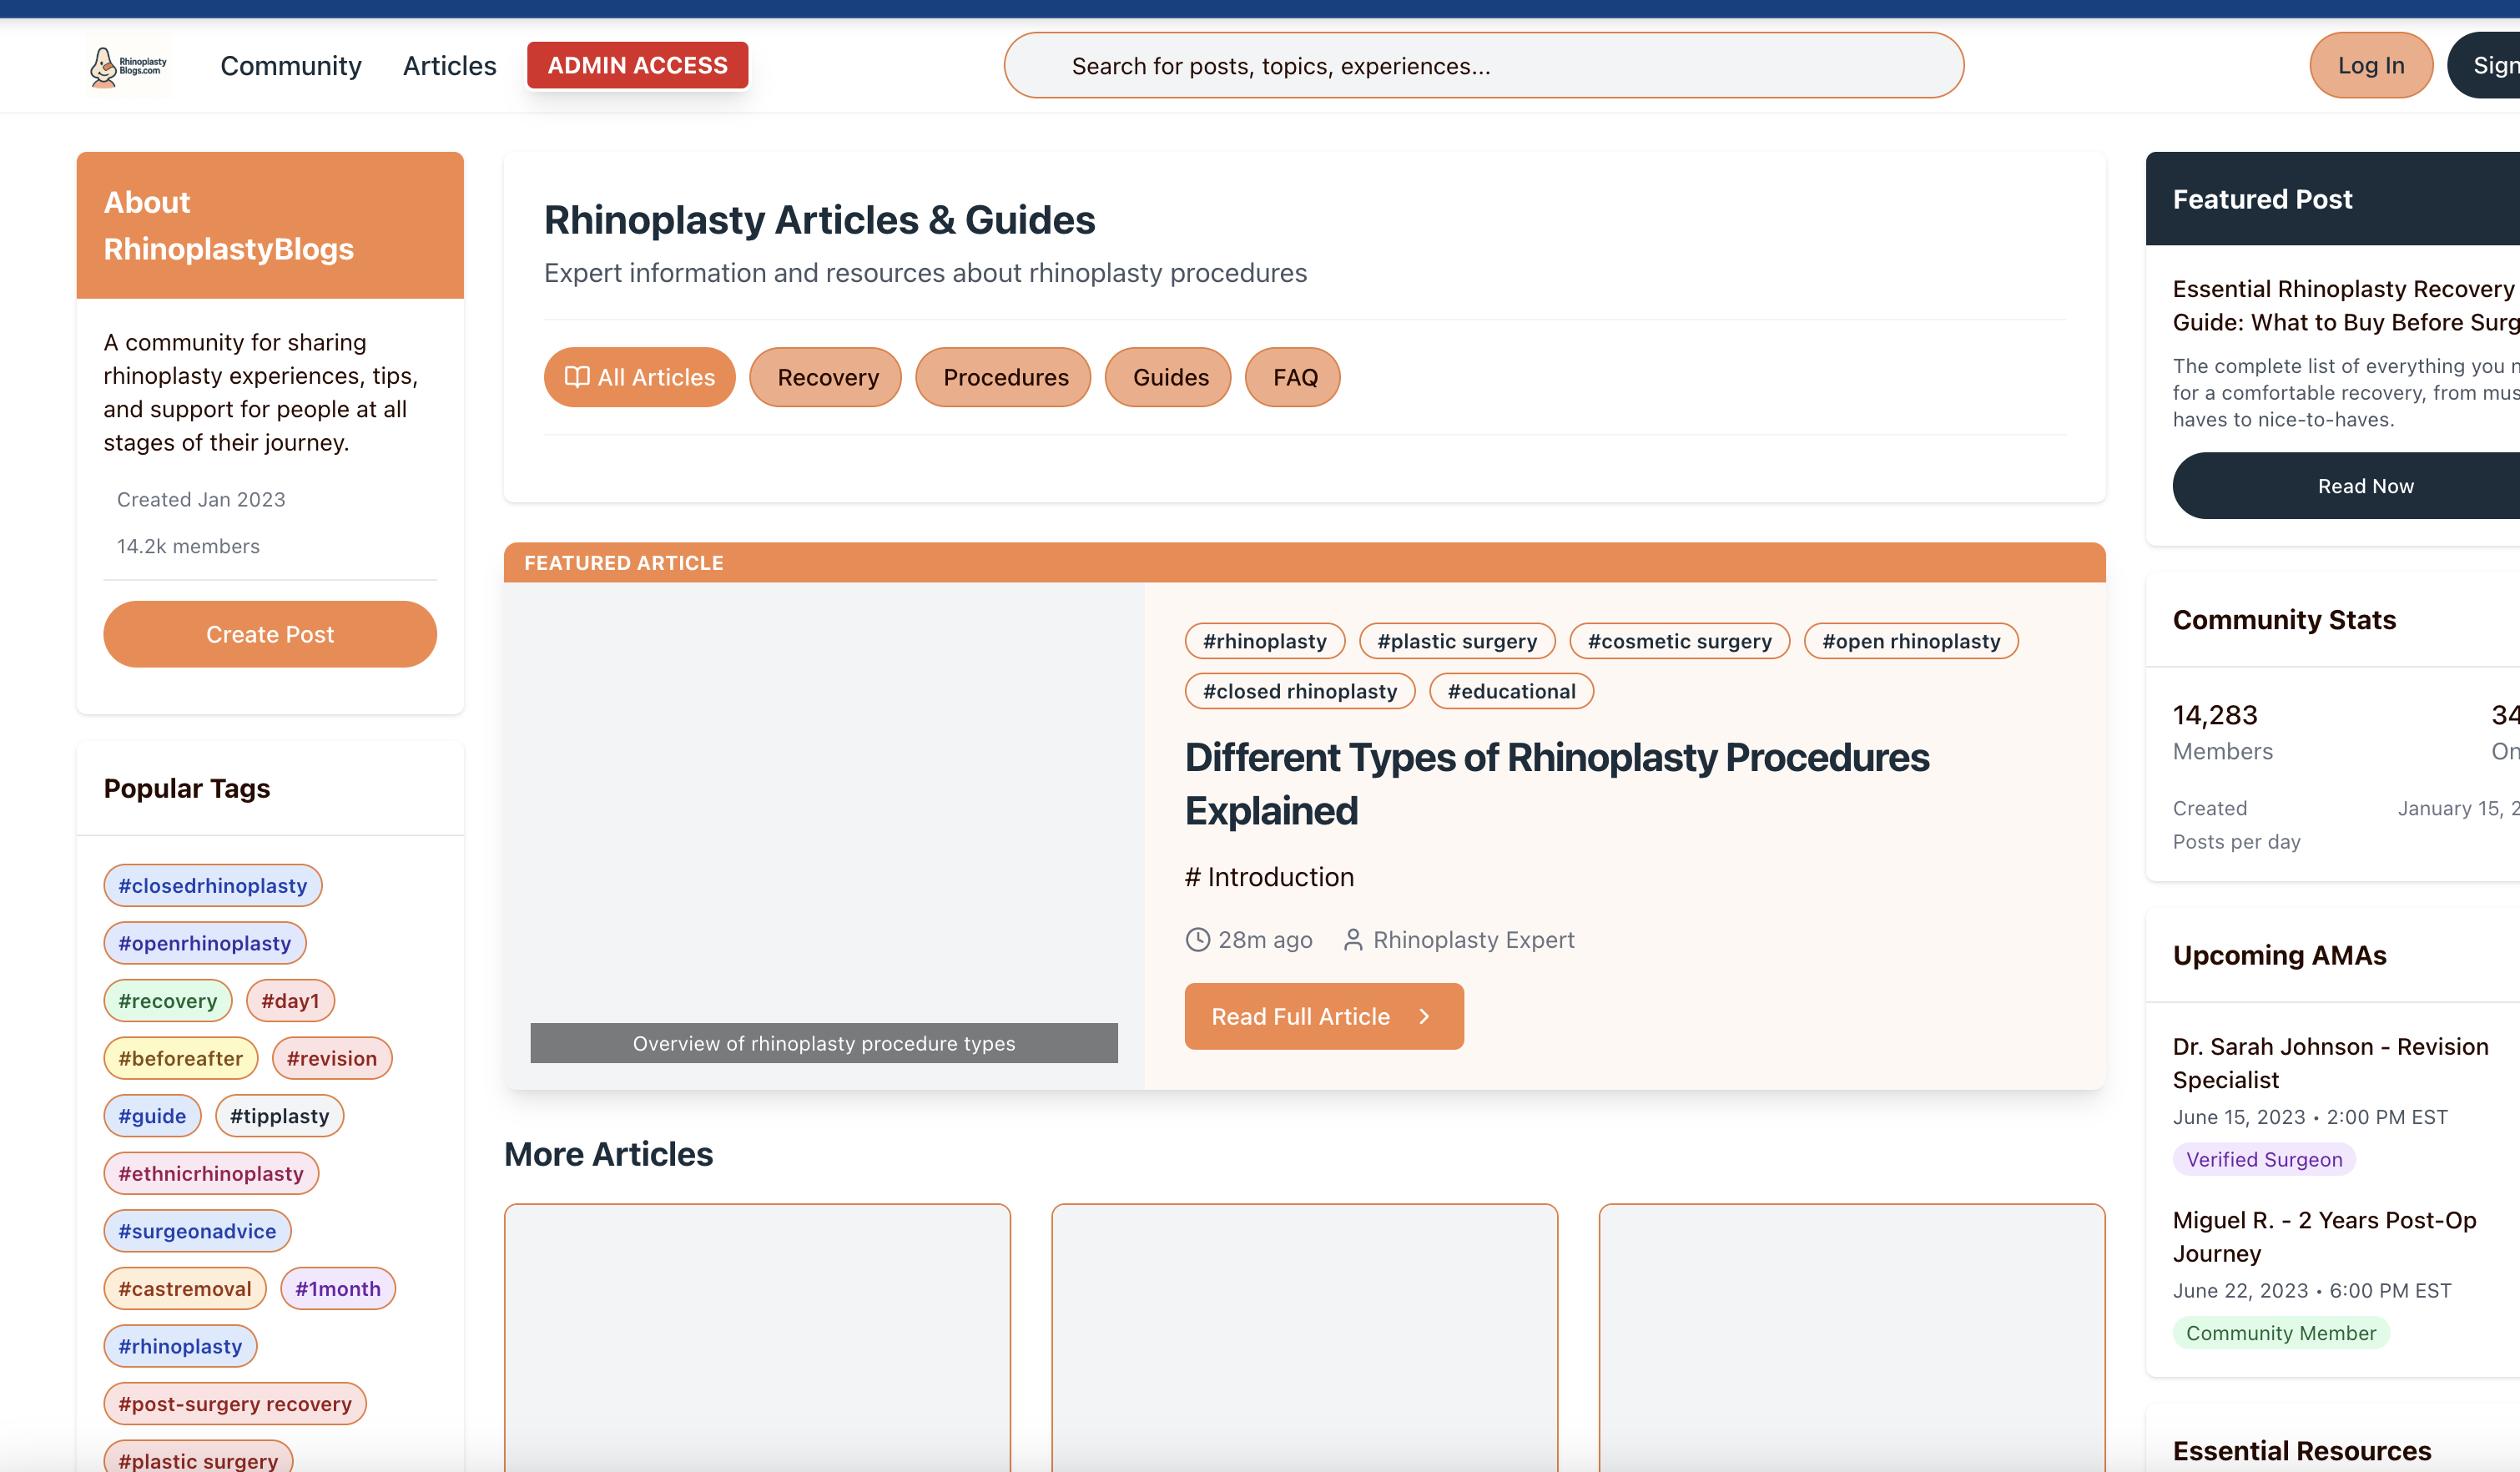 Rhinoplasty
Blogs.com
Community
Articles
ADMIN ACCESS
Search for posts, topics, experiences...
Log In
Sign
About
RhinoplastyBlogs
A community for sharing
rhinoplasty experiences, tips,
and support for people at all
stages of their journey.
Created Jan 2023
14.2k members
Create Post
Popular Tags
#closedrhinoplasty
#openrhinoplasty
#recovery #day1
#beforeafter #revision
#guide #tipplasty
#ethnicrhinoplasty
#surgeonadvice
#castremoval #1month
#rhinoplasty
#post-surgery recovery
#plastic surgery
Rhinoplasty Articles & Guides
Expert information and resources about rhinoplasty procedures
All Articles Recovery Procedures Guides FAQ
FEATURED ARTICLE
Overview of rhinoplasty procedure types
#rhinoplasty #plastic surgery #cosmetic surgery #open rhinoplasty
#closed rhinoplasty #educational
Different Types of Rhinoplasty Procedures
Explained
# Introduction
28m ago Rhinoplasty Expert
Read Full Article
More Articles
Featured Post
Essential Rhinoplasty Recovery
Guide: What to Buy Before Surg
The complete list of everything you n
for a comfortable recovery, from mus
haves to nice-to-haves.
Read Now
Community Stats
14,283 34
Members On
Created January 15, 2
Posts per day
Upcoming AMAs
Dr. Sarah Johnson - Revision
Specialist
June 15, 2023 • 2:00 PM EST
Verified Surgeon
Miguel R. - 2 Years Post-Op
Journey
June 22, 2023 • 6:00 PM EST
Community Member
Essential Resources